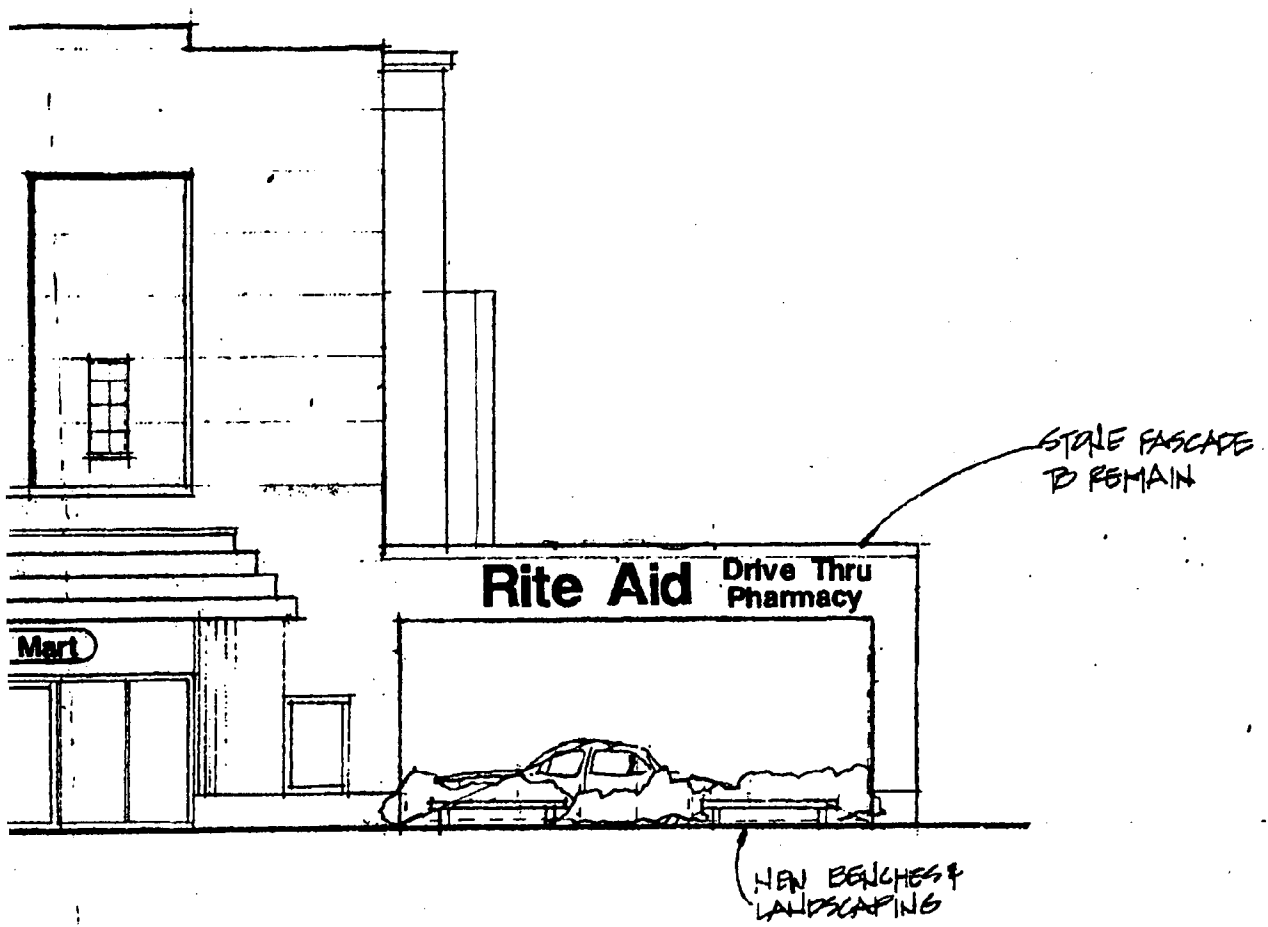 STONE FASCADE
TO REMAIN
Rite Aid
Drive Thru
Pharmacy
Mart
NEW BENCHES &
LANDSCAPING